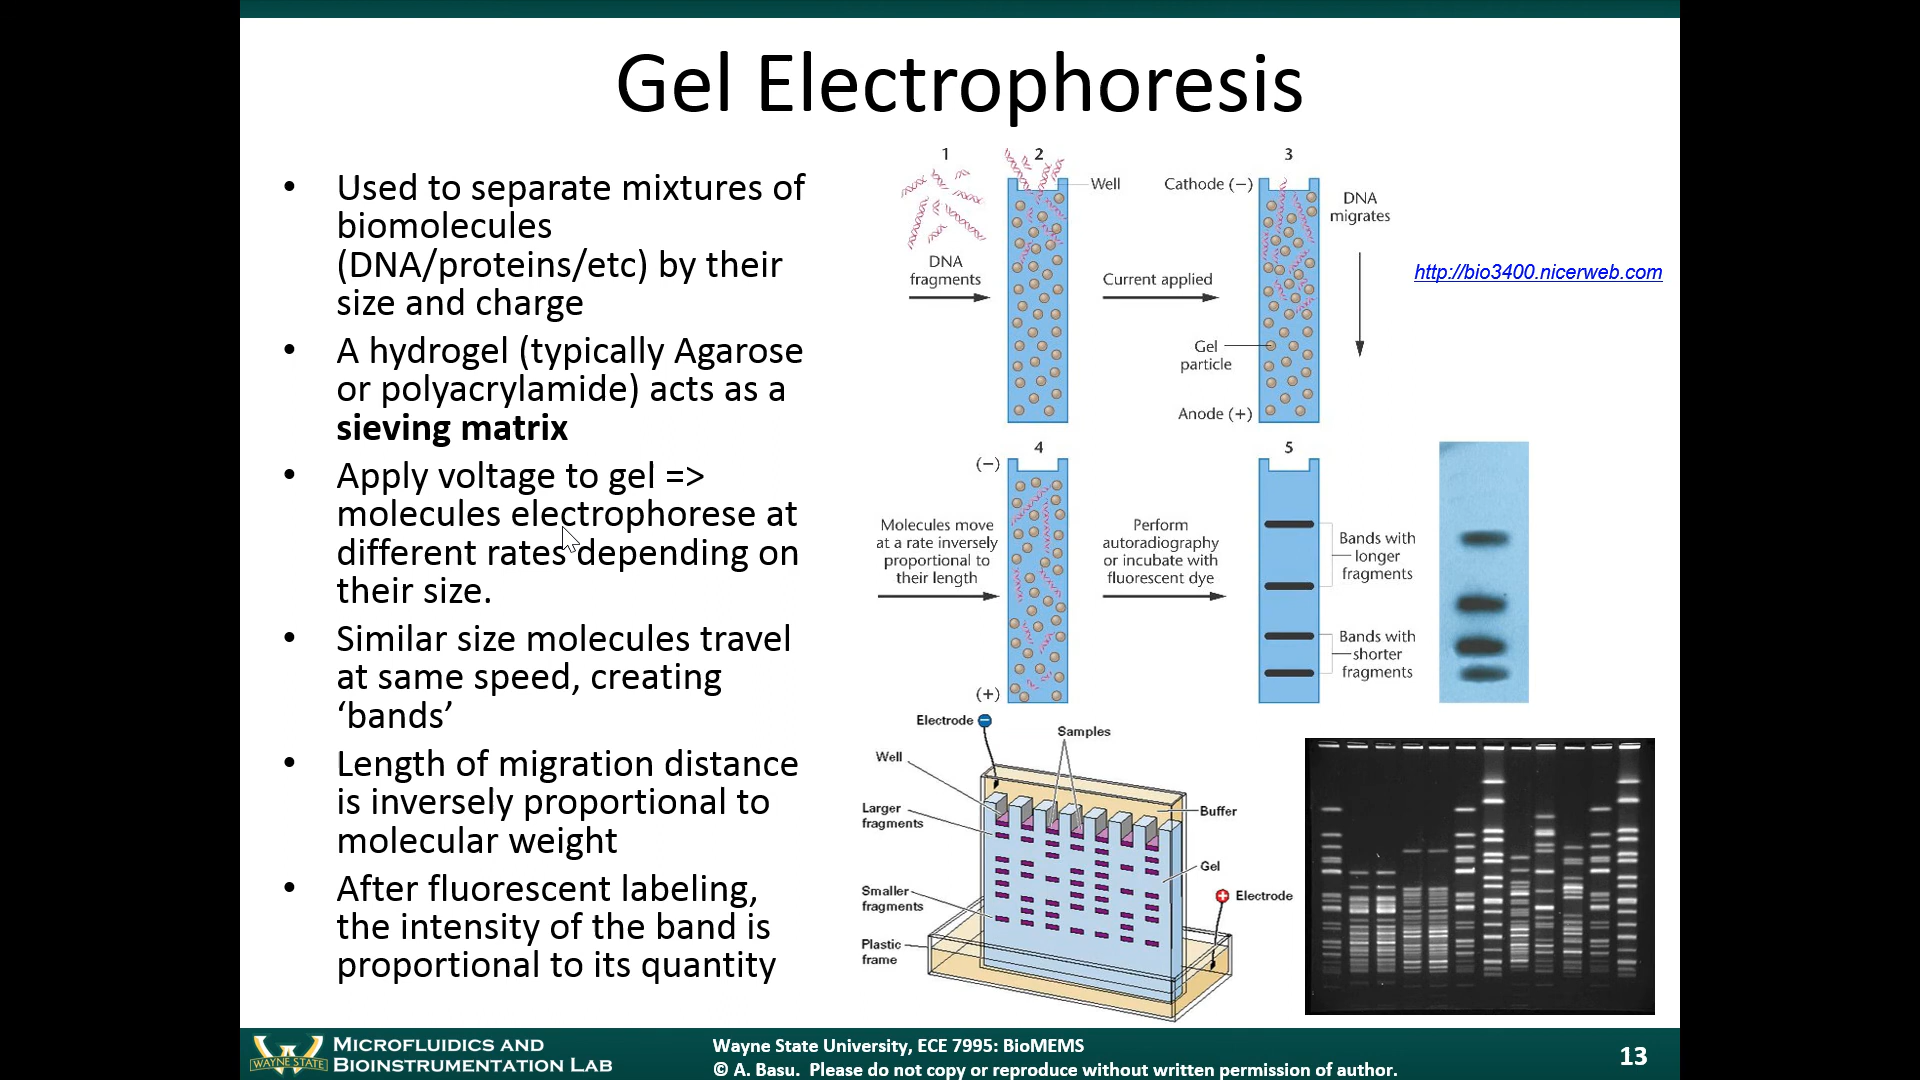 Gel Electrophoresis
• Used to separate mixtures of
biomolecules
(DNA/proteins/etc) by their
size and charge
• A hydrogel (typically Agarose
or polyacrylamide) acts as a
sieving matrix
• Apply voltage to gel =>
molecules electrophorese at
different rates depending on
their size.
• Similar size molecules travel
at same speed, creating
‘bands’
• Length of migration distance
is inversely proportional to
molecular weight
• After fluorescent labeling,
the intensity of the band is
proportional to its quantity
1
DNA
fragments
2
Well
Current applied
3
Cathode (−)
DNA
migrates
Gel
particle
Anode (+)
http://bio3400.nicerweb.com
4
(−)
Molecules move
at a rate inversely
proportional to
their length
(+)
Perform
autoradiography
or incubate with
fluorescent dye
5
Bands with
longer
fragments
Bands with
shorter
fragments
Electrode −
Samples
Well
Larger
fragments
Buffer
Gel
Smaller
fragments
+ Electrode
Plastic
frame
WAYNE STATE
MICROFLUIDICS AND
BIOINSTRUMENTATION LAB
Wayne State University, ECE 7995: BioMEMS
© A. Basu.  Please do not copy or reproduce without written permission of author.
13